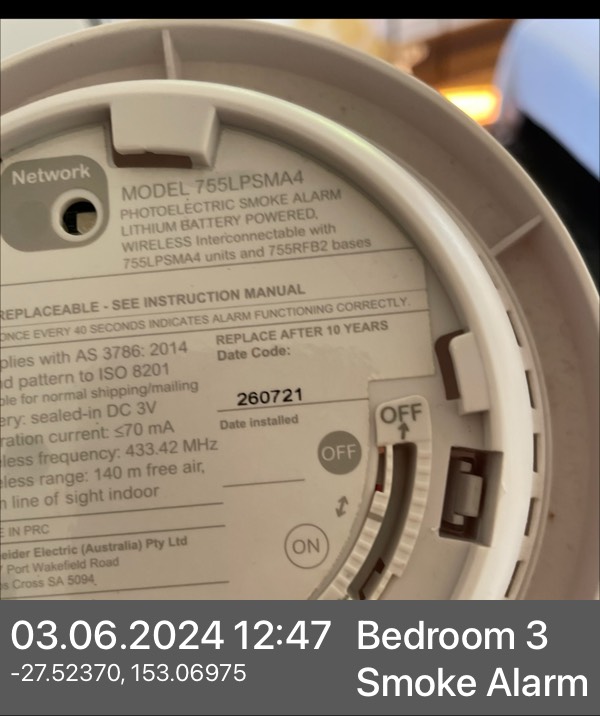 Network
MODEL 755LPSMA4
PHOTOELECTRIC SMOKE ALARM
LITHIUM BATTERY POWERED,
WIRELESS Interconnectable with
755LPSMA4 units and 755RFB2 bases
REPLACEABLE - SEE INSTRUCTION MANUAL
ONCE EVERY 40 SECONDS INDICATES ALARM FUNCTIONING CORRECTLY.
plies with AS 3786: 2014
d pattern to ISO 8201
ble for normal shipping/mailing
ery: sealed-in DC 3V
ration current: ≤70 mA
less frequency: 433.42 MHz
less range: 140 m free air,
line of sight indoor
REPLACE AFTER 10 YEARS
Date Code:
260721
Date installed
OFF
OFF
ON
E IN PRC
eider Electric (Australia) Pty Ltd
Port Wakefield Road
s Cross SA 5094
03.06.2024 12:47
-27.52370, 153.06975
Bedroom 3
Smoke Alarm